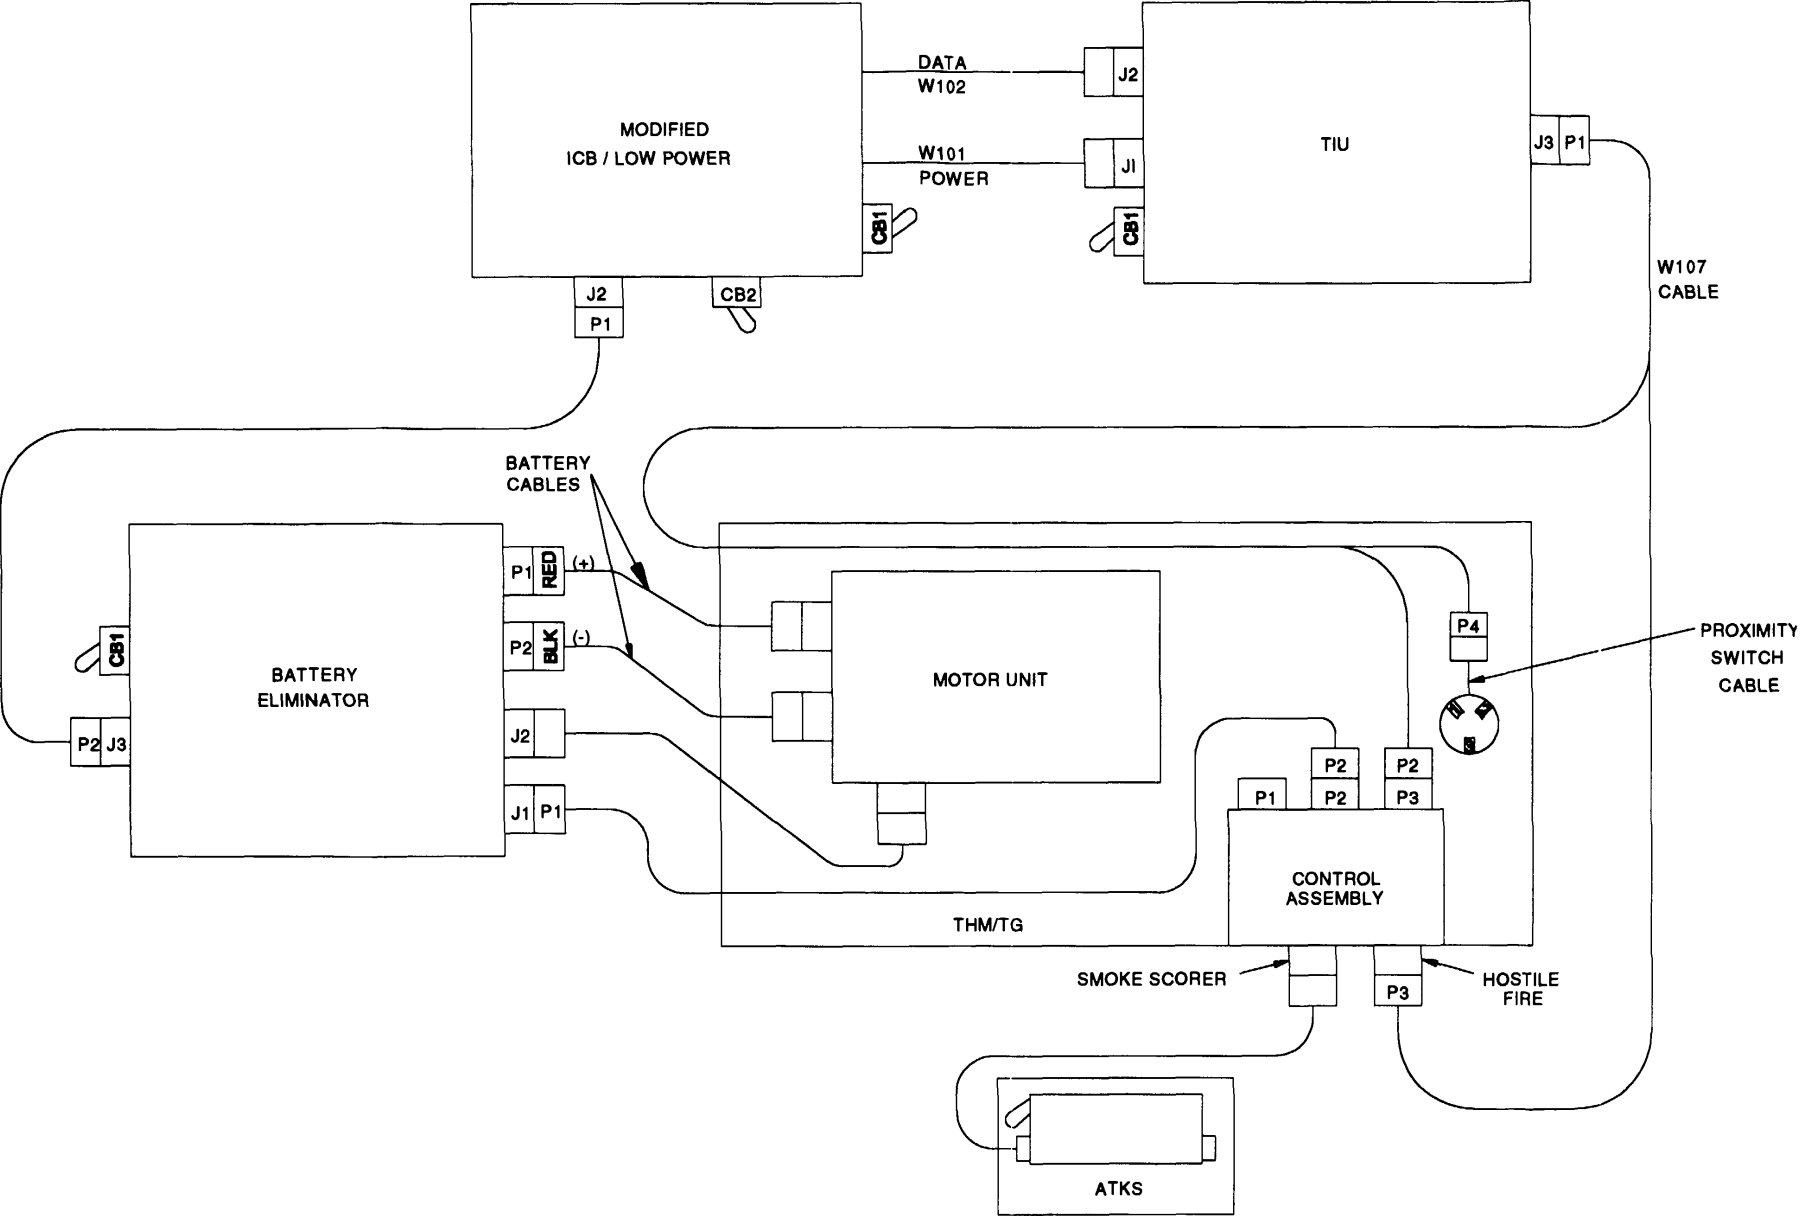 DATA
W102
J2
MODIFIED
ICB / LOW POWER
TIU
J3 P1
W101
POWER
J1
CB1
CB1
W107
CABLE
J2
P1
CB2
BATTERY
CABLES
P1 RED (+)
P2 BLK (-)
CB1
BATTERY
ELIMINATOR
MOTOR UNIT
P4
PROXIMITY
SWITCH
CABLE
P2 J3
J2
J1 P1
P2
P2
P1
P2
P3
CONTROL
ASSEMBLY
THM/TG
SMOKE SCORER
HOSTILE
FIRE
P3
ATKS